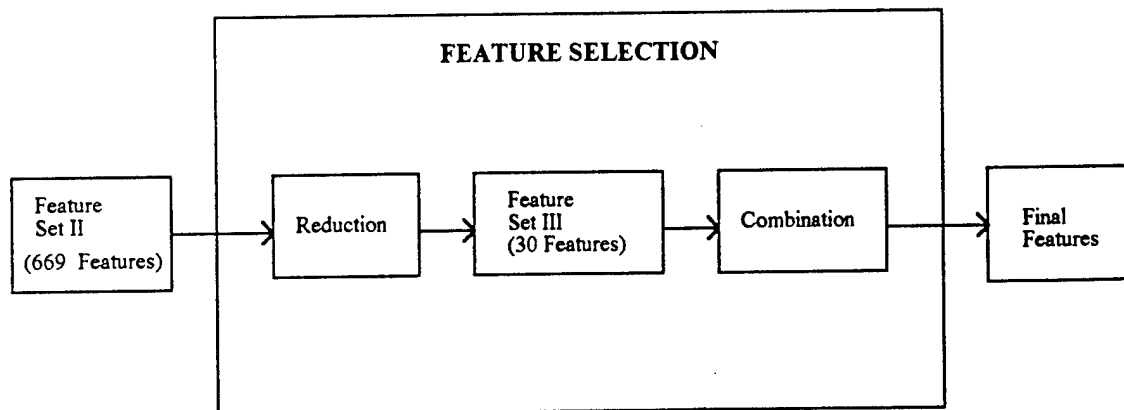 FEATURE SELECTION
Feature
Set II
(669 Features)
Reduction
Feature
Set III
(30 Features)
Combination
Final
Features